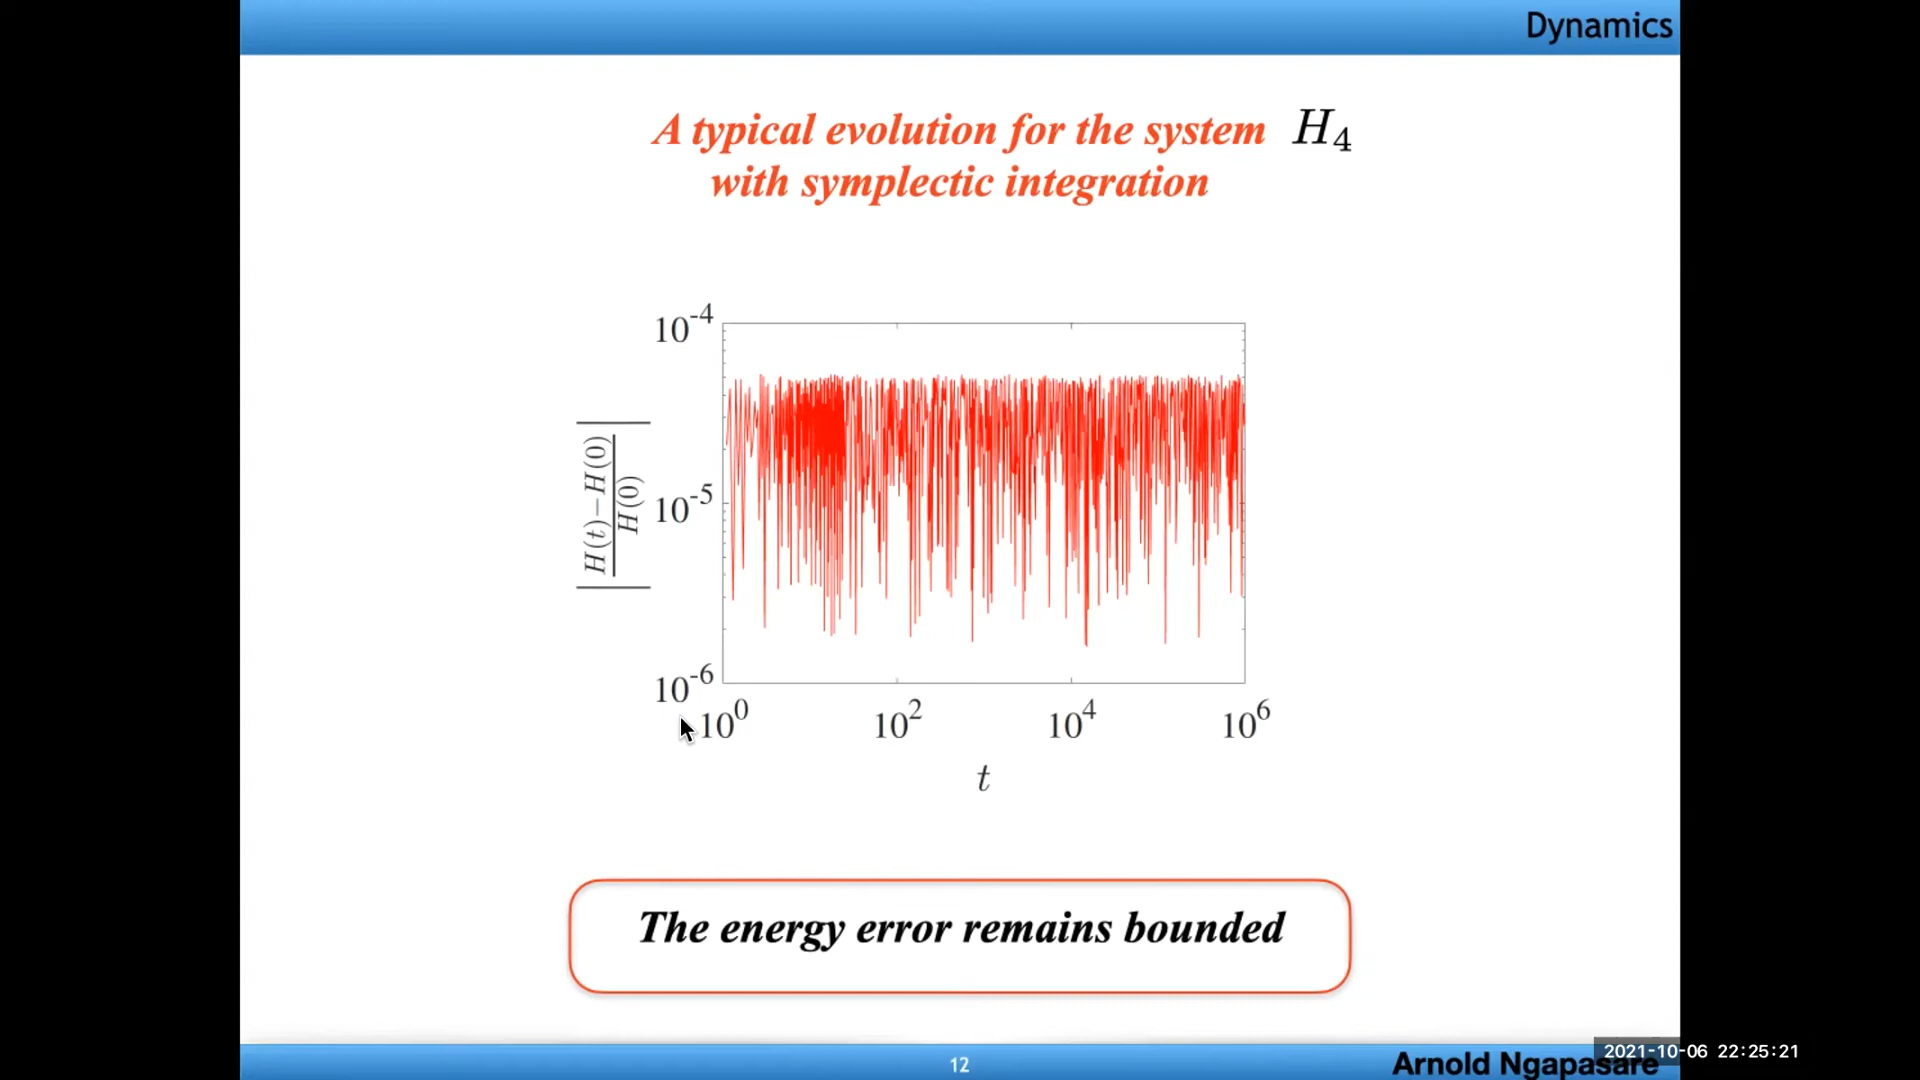 Dynamics
A typical evolution for the system H₄
with symplectic integration
10⁻⁴
10⁻⁵
10⁻⁶
|H(t)−H(0) / H(0)|
10⁰ 10² 10⁴ 10⁶
t
The energy error remains bounded
12
Arnold Ngapasare
2021-10-06 22:25:21